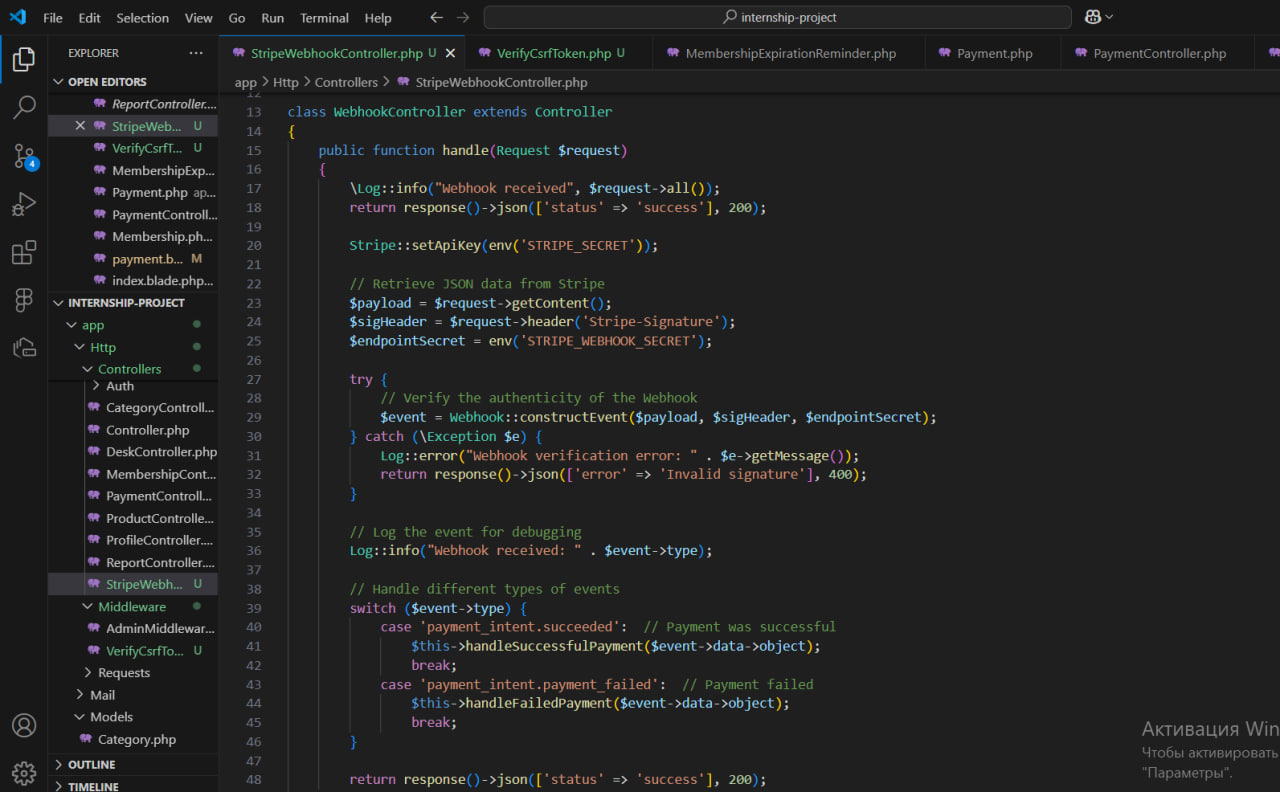 File Edit Selection View Go Run Terminal Help
internship-project
EXPLORER
StripeWebhookController.php U
VerifyCsrfToken.php U
MembershipExpirationReminder.php
Payment.php
PaymentController.php
OPEN EDITORS
ReportController....
StripeWeb... U
VerifyCsrfT... U
MembershipExp...
Payment.php ap...
PaymentControll...
Membership.ph...
payment.b... M
index.blade.php...
INTERNSHIP-PROJECT
app
Http
Controllers
Auth
CategoryControll...
Controller.php
DeskController.php
MembershipCont...
PaymentControll...
ProductControlle...
ProfileController....
ReportController....
StripeWebh... U
Middleware
AdminMiddlewar...
VerifyCsrfTo... U
Requests
Mail
Models
Category.php
OUTLINE
TIMELINE
4
app > Http > Controllers > StripeWebhookController.php
12
13 class WebhookController extends Controller
14 {
15 public function handle(Request $request)
16 {
17 \Log::info("Webhook received", $request->all());
18 return response()->json(['status' => 'success'], 200);
19
20 Stripe::setApiKey(env('STRIPE_SECRET'));
21
22 // Retrieve JSON data from Stripe
23 $payload = $request->getContent();
24 $sigHeader = $request->header('Stripe-Signature');
25 $endpointSecret = env('STRIPE_WEBHOOK_SECRET');
26
27 try {
28 // Verify the authenticity of the Webhook
29 $event = Webhook::constructEvent($payload, $sigHeader, $endpointSecret);
30 } catch (\Exception $e) {
31 Log::error("Webhook verification error: " . $e->getMessage());
32 return response()->json(['error' => 'Invalid signature'], 400);
33 }
34
35 // Log the event for debugging
36 Log::info("Webhook received: " . $event->type);
37
38 // Handle different types of events
39 switch ($event->type) {
40 case 'payment_intent.succeeded': // Payment was successful
41 $this->handleSuccessfulPayment($event->data->object);
42 break;
43 case 'payment_intent.payment_failed': // Payment failed
44 $this->handleFailedPayment($event->data->object);
45 break;
46 }
47
48 return response()->json(['status' => 'success'], 200);
Активация Win
Чтобы активировать
"Параметры".